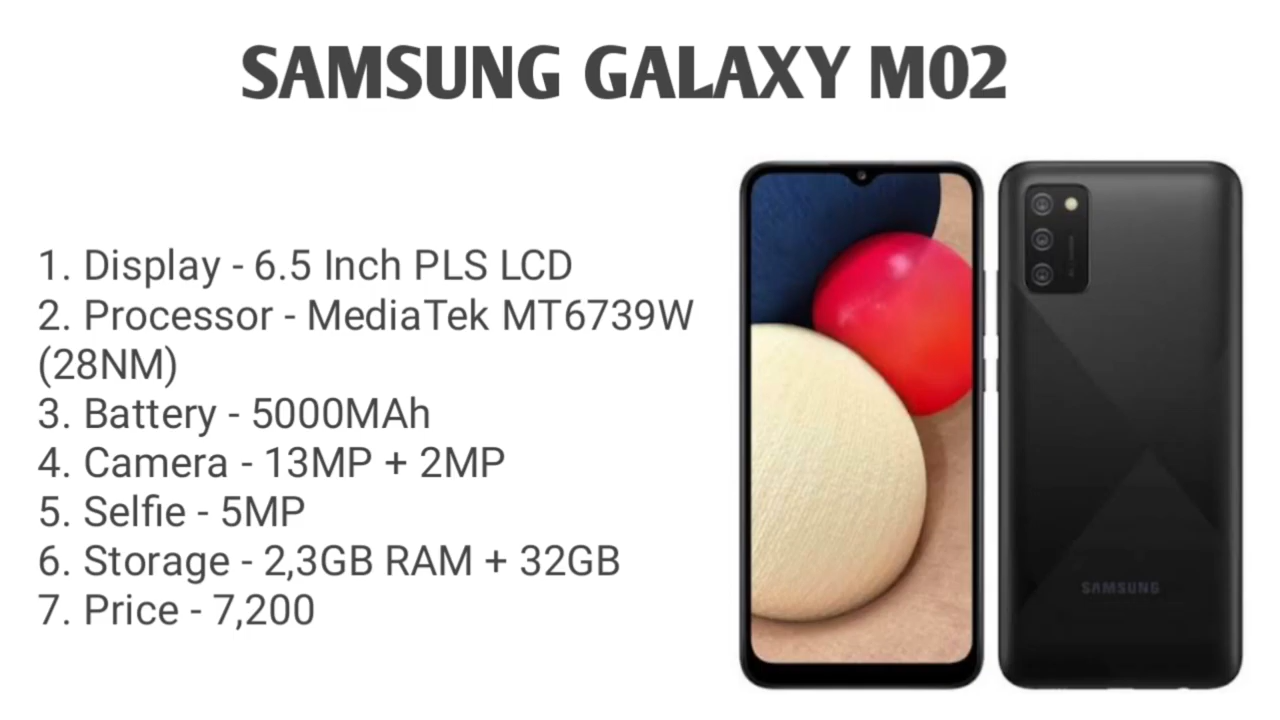 SAMSUNG GALAXY M02
1. Display - 6.5 Inch PLS LCD
2. Processor - MediaTek MT6739W
(28NM)
3. Battery - 5000MAh
4. Camera - 13MP + 2MP
5. Selfie - 5MP
6. Storage - 2,3GB RAM + 32GB
7. Price - 7,200
SAMSUNG